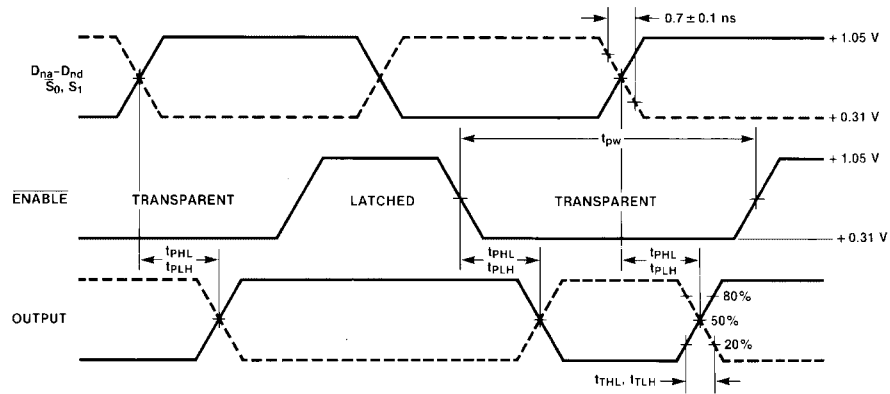 0.7 ± 0.1 ns
Dna–Dnd
S̅0, S1
+ 1.05 V
+ 0.31 V
tpw
+ 1.05 V
ENABLE
TRANSPARENT
LATCHED
TRANSPARENT
+ 0.31 V
tPHL
tPLH
tPHL
tPLH
tPHL
tPLH
OUTPUT
80%
50%
20%
tTHL, tTLH